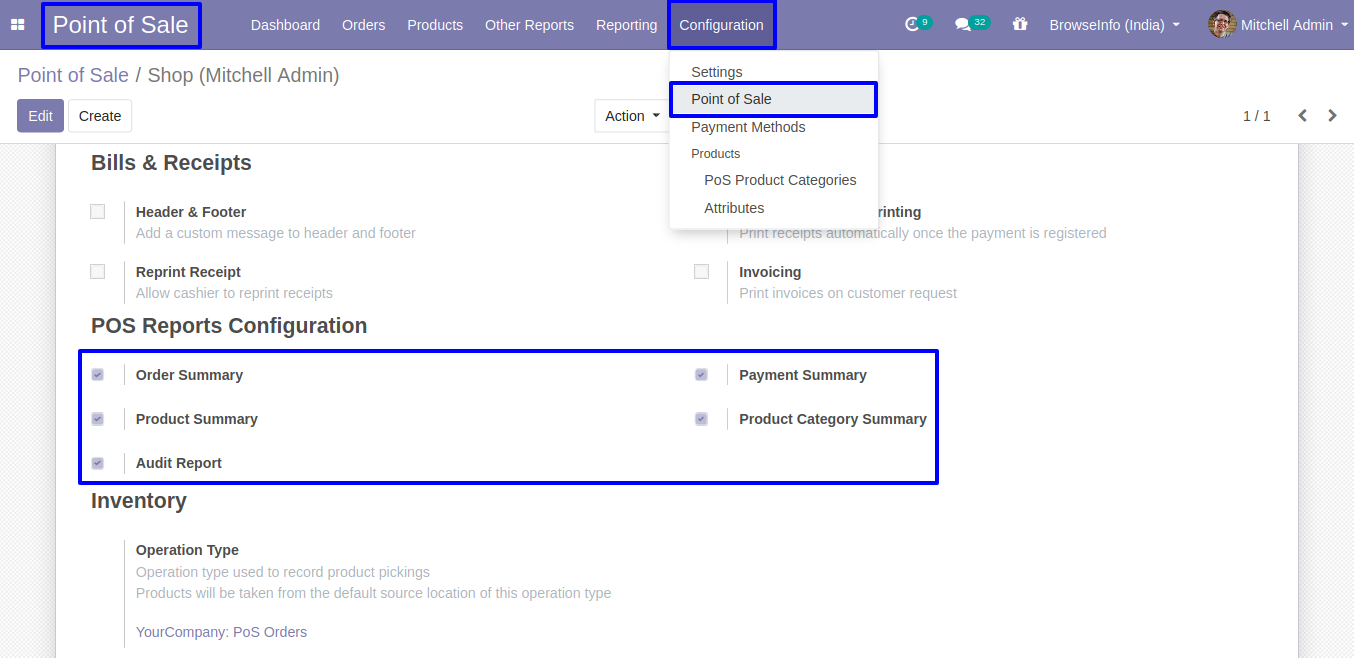 Point of Sale Dashboard Orders Products Other Reports Reporting Configuration 9 32 BrowseInfo (India) Mitchell Admin
Point of Sale / Shop (Mitchell Admin)
Settings
Edit Create Action
Point of Sale
1 / 1
Payment Methods
Products
PoS Product Categories
Attributes
Bills & Receipts
Header & Footer
Add a custom message to header and footer
Print receipts automatically once the payment is registered
Reprint Receipt
Allow cashier to reprint receipts
Invoicing
Print invoices on customer request
POS Reports Configuration
Order Summary Payment Summary
Product Summary Product Category Summary
Audit Report
Inventory
Operation Type
Operation type used to record product pickings
Products will be taken from the default source location of this operation type
YourCompany: PoS Orders